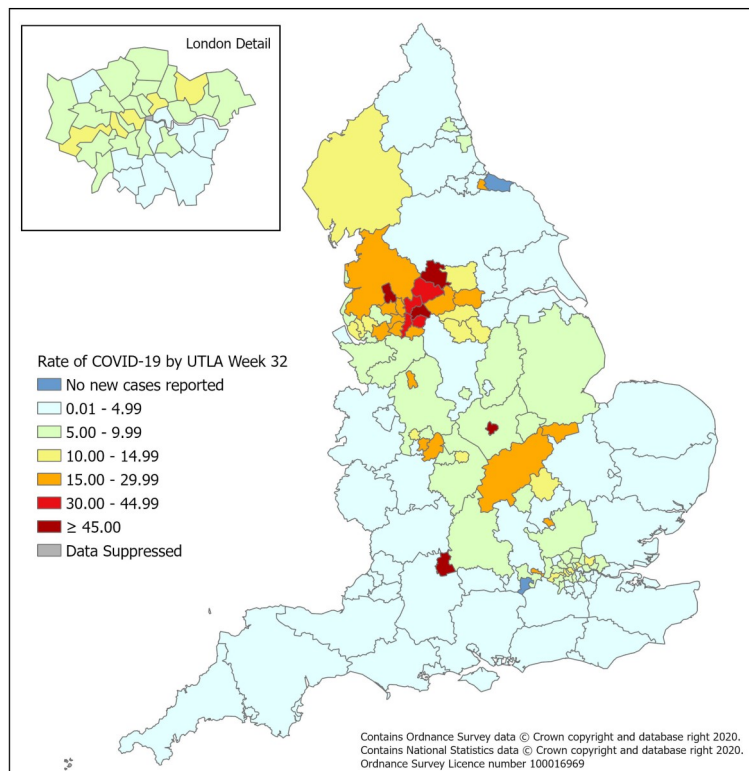 London Detail
Rate of COVID-19 by UTLA Week 32
No new cases reported
0.01 - 4.99
5.00 - 9.99
10.00 - 14.99
15.00 - 29.99
30.00 - 44.99
≥ 45.00
Data Suppressed
Contains Ordnance Survey data © Crown copyright and database right 2020.
Contains National Statistics data © Crown copyright and database right 2020.
Ordnance Survey Licence number 100016969